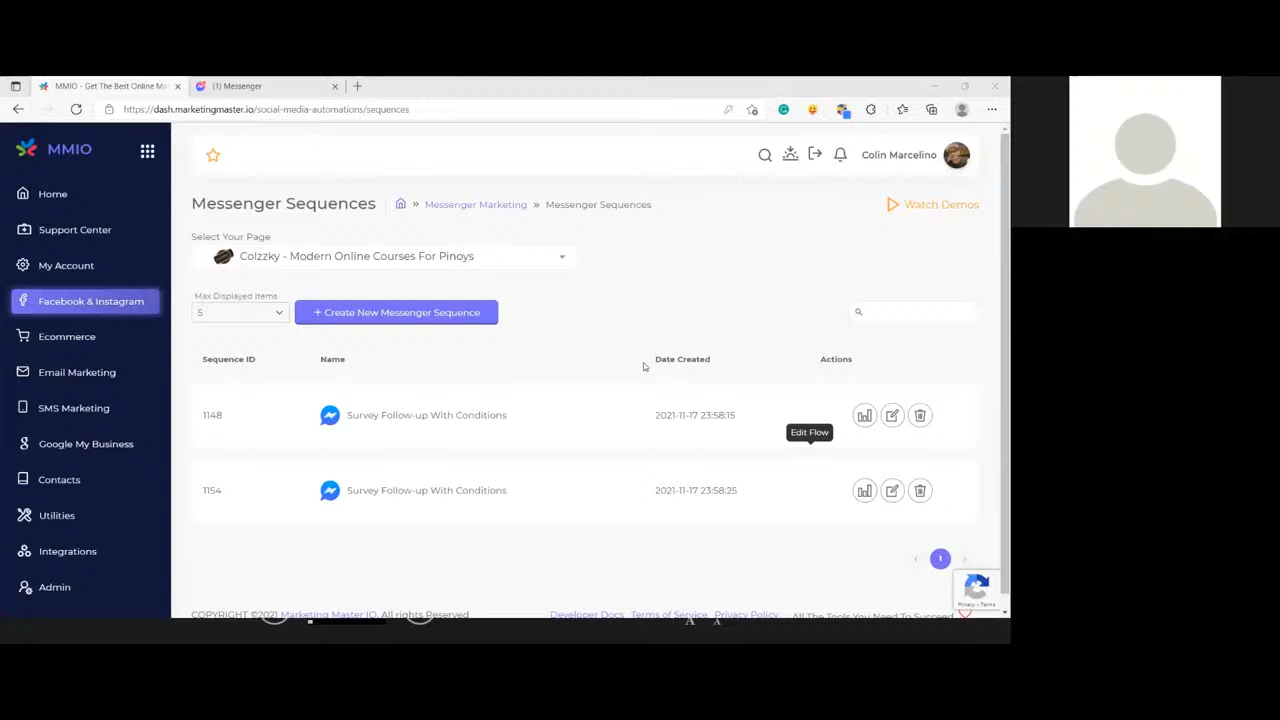 MMIO - Get The Best Online Ma
(1) Messenger
https://dash.marketingmaster.io/social-media-automations/sequences
MMIO
Home
Support Center
My Account
Facebook & Instagram
Ecommerce
Email Marketing
SMS Marketing
Google My Business
Contacts
Utilities
Integrations
Admin
Colin Marcelino
Messenger Sequences
» Messenger Marketing » Messenger Sequences
Watch Demos
Select Your Page
Colzzky - Modern Online Courses For Pinoys
Max Displayed Items
5
+ Create New Messenger Sequence
Sequence ID Name Date Created Actions
1148 Survey Follow-up With Conditions 2021-11-17 23:58:15
Edit Flow
1154 Survey Follow-up With Conditions 2021-11-17 23:58:25
1
Privacy - Terms
COPYRIGHT ©2021 Marketing Master IO, All rights Reserved
Developer Docs Terms of Service Privacy Policy
All The Tools You Need To Succeed